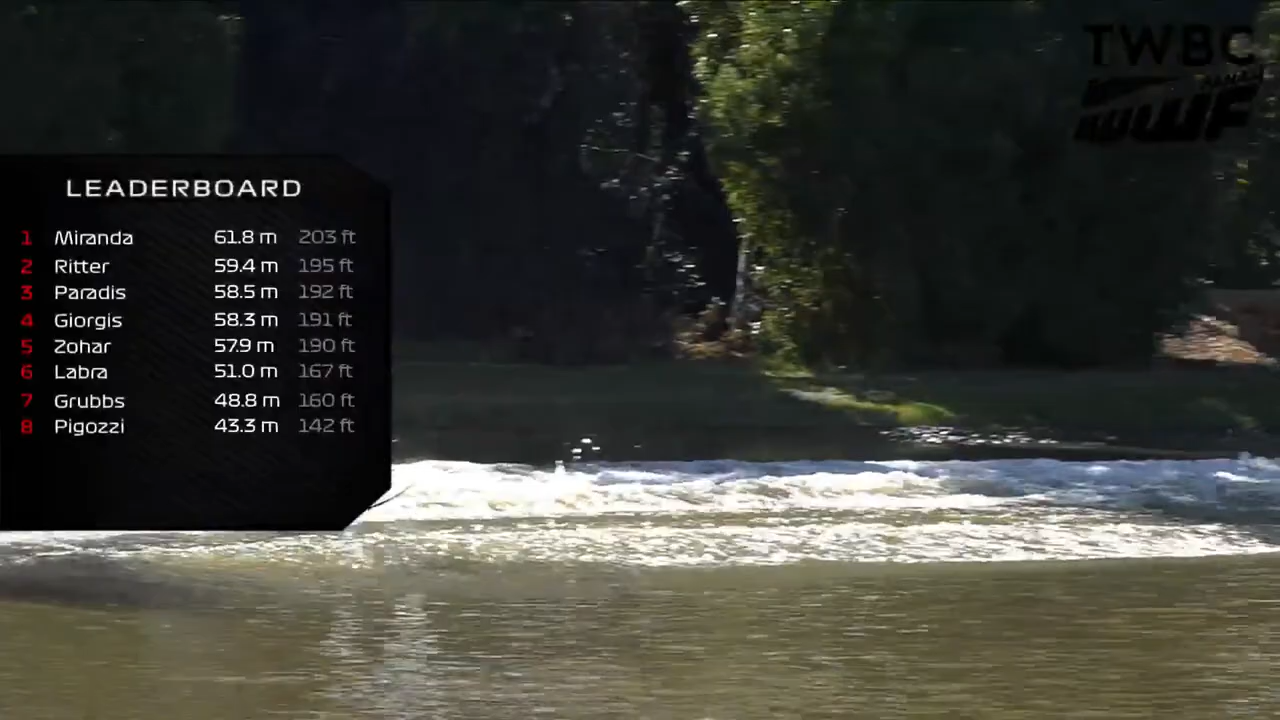 TWBC
IWWF
LEADERBOARD
1 Miranda 61.8 m 203 ft
2 Ritter 59.4 m 195 ft
3 Paradis 58.5 m 192 ft
4 Giorgis 58.3 m 191 ft
5 Zohar 57.9 m 190 ft
6 Labra 51.0 m 167 ft
7 Grubbs 48.8 m 160 ft
8 Pigozzi 43.3 m 142 ft